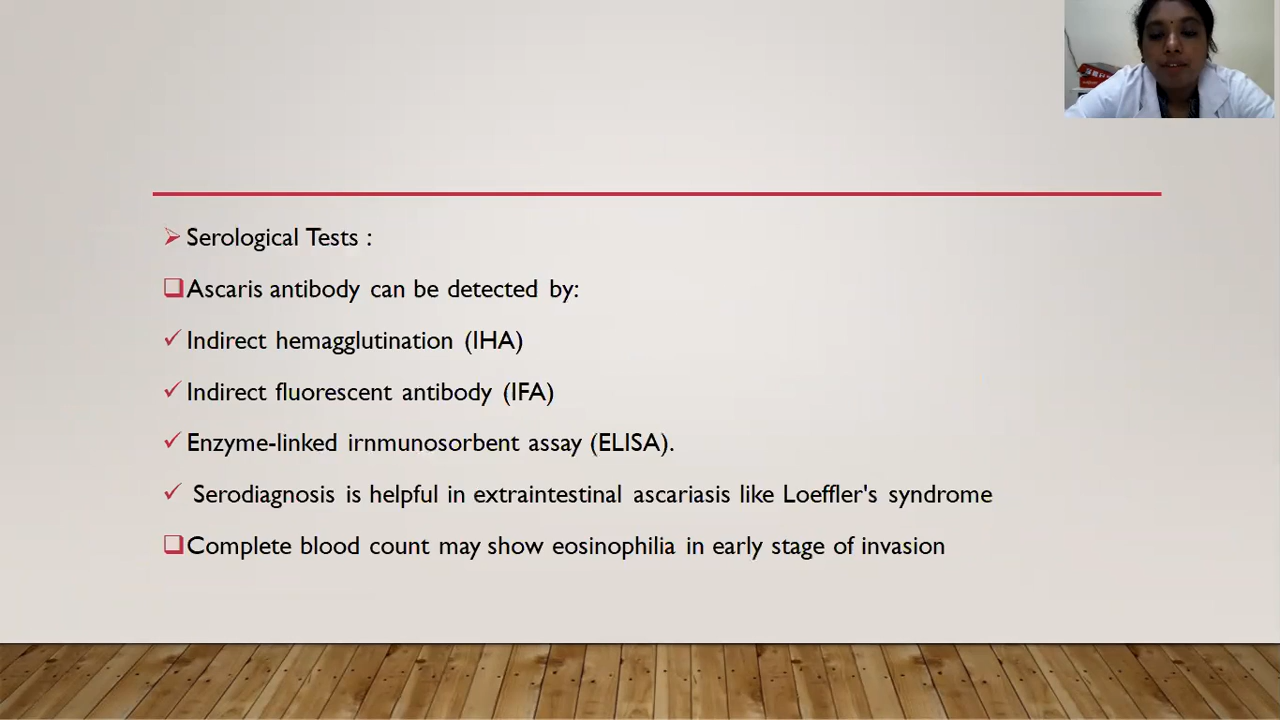 Serological Tests :
Ascaris antibody can be detected by:
Indirect hemagglutination (IHA)
Indirect fluorescent antibody (IFA)
Enzyme-linked irnmunosorbent assay (ELISA).
Serodiagnosis is helpful in extraintestinal ascariasis like Loeffler's syndrome
Complete blood count may show eosinophilia in early stage of invasion